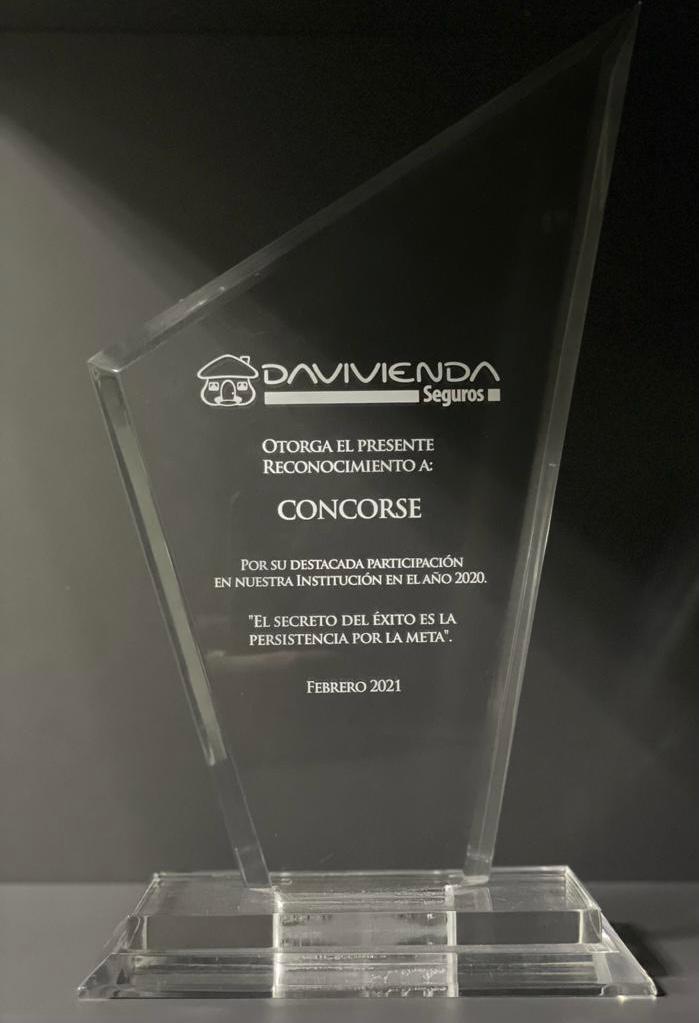 DAVIVIENDA
Seguros
OTORGA EL PRESENTE
RECONOCIMIENTO A:
CONCORSE
POR SU DESTACADA PARTICIPACIÓN
EN NUESTRA INSTITUCIÓN EN EL AÑO 2020.
"EL SECRETO DEL ÉXITO ES LA
PERSISTENCIA POR LA META".
FEBRERO 2021